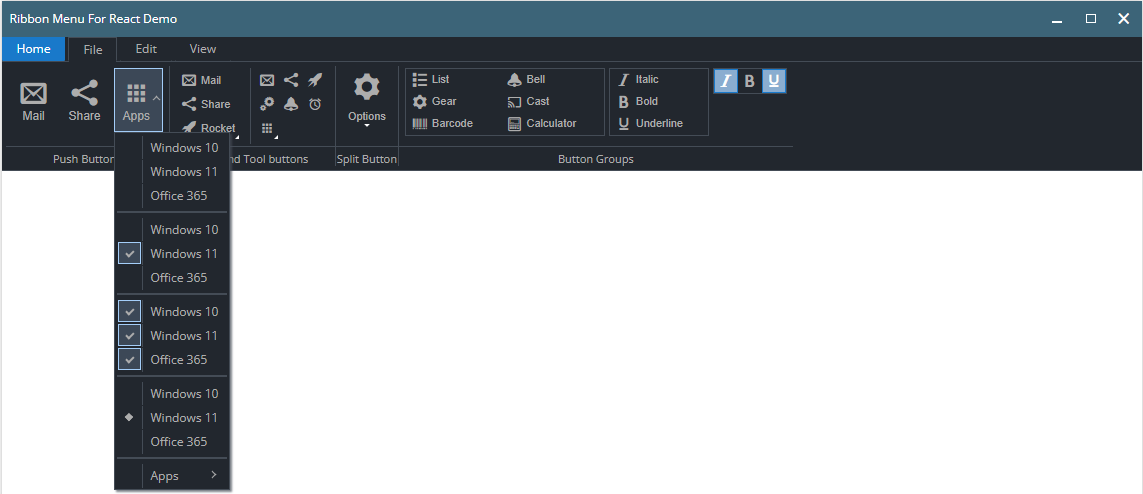 Ribbon Menu For React Demo
Home File Edit View
Mail Share Apps
Mail
Share
Rocket
Options
List Bell
Gear Cast
Barcode Calculator
Italic
Bold
Underline
I B U
Push Button nd Tool buttons Split Button Button Groups
Windows 10
Windows 11
Office 365
Windows 10
Windows 11
Office 365
Windows 10
Windows 11
Office 365
Windows 10
Windows 11
Office 365
Apps